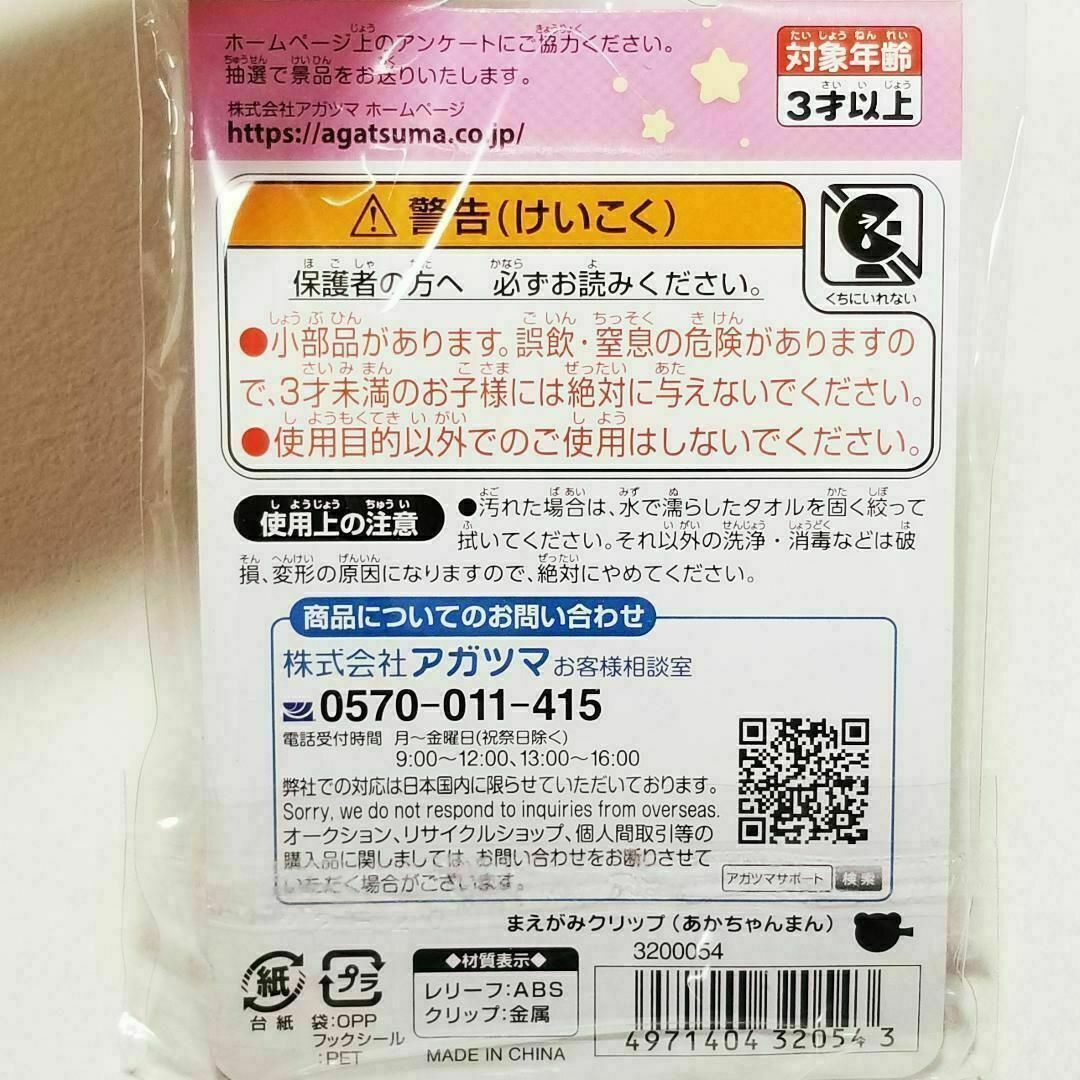 ホームページ上のアンケートにご協力ください。
抽選で景品をお送りいたします。
株式会社アガツマ ホームページ
https://agatsuma.co.jp/
対象年齢
3才以上
⚠警告(けいこく)
保護者の方へ 必ずお読みください。
くちにいれない
●小部品があります。誤飲・窒息の危険がありますの
で、3才未満のお子様には絶対に与えないでください。
●使用目的以外でのご使用はしないでください。
使用上の注意
●汚れた場合は、水で濡らしたタオルを固く絞って
拭いてください。それ以外の洗浄・消毒などは破
損、変形の原因になりますので、絶対にやめてください。
商品についてのお問い合わせ
株式会社アガツマお客様相談室
0570-011-415
電話受付時間 月～金曜日(祝祭日除く)
9:00～12:00、13:00～16:00
弊社での対応は日本国内に限らせていただいております。
Sorry, we do not respond to inquiries from overseas.
オークション、リサイクルショップ、個人間取引等の
購入品に関しましては、お問い合わせをお断りさせて
いただく場合がございます。
アガツマサポート 検索
まえがみクリップ(あかちゃんまん)
3200054
紙
台紙
プラ
袋:OPP
フックシール
:PET
◆材質表示◆
レリーフ:ABS
クリップ:金属
MADE IN CHINA
4971404 320543